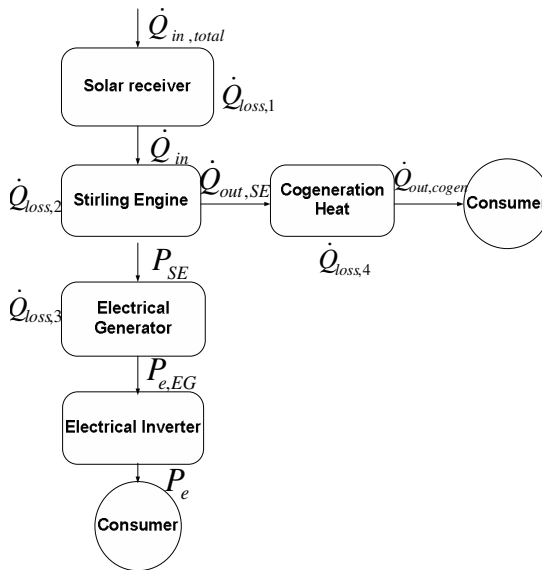 Q̇in,total
Solar receiver
Q̇loss,1
Q̇in
Q̇loss,2
Stirling Engine
Q̇out,SE
Cogeneration
Heat
Q̇out,cogen
Consumer
Q̇loss,4
PSE
Q̇loss,3
Electrical
Generator
Pe,EG
Electrical Inverter
Pe
Consumer